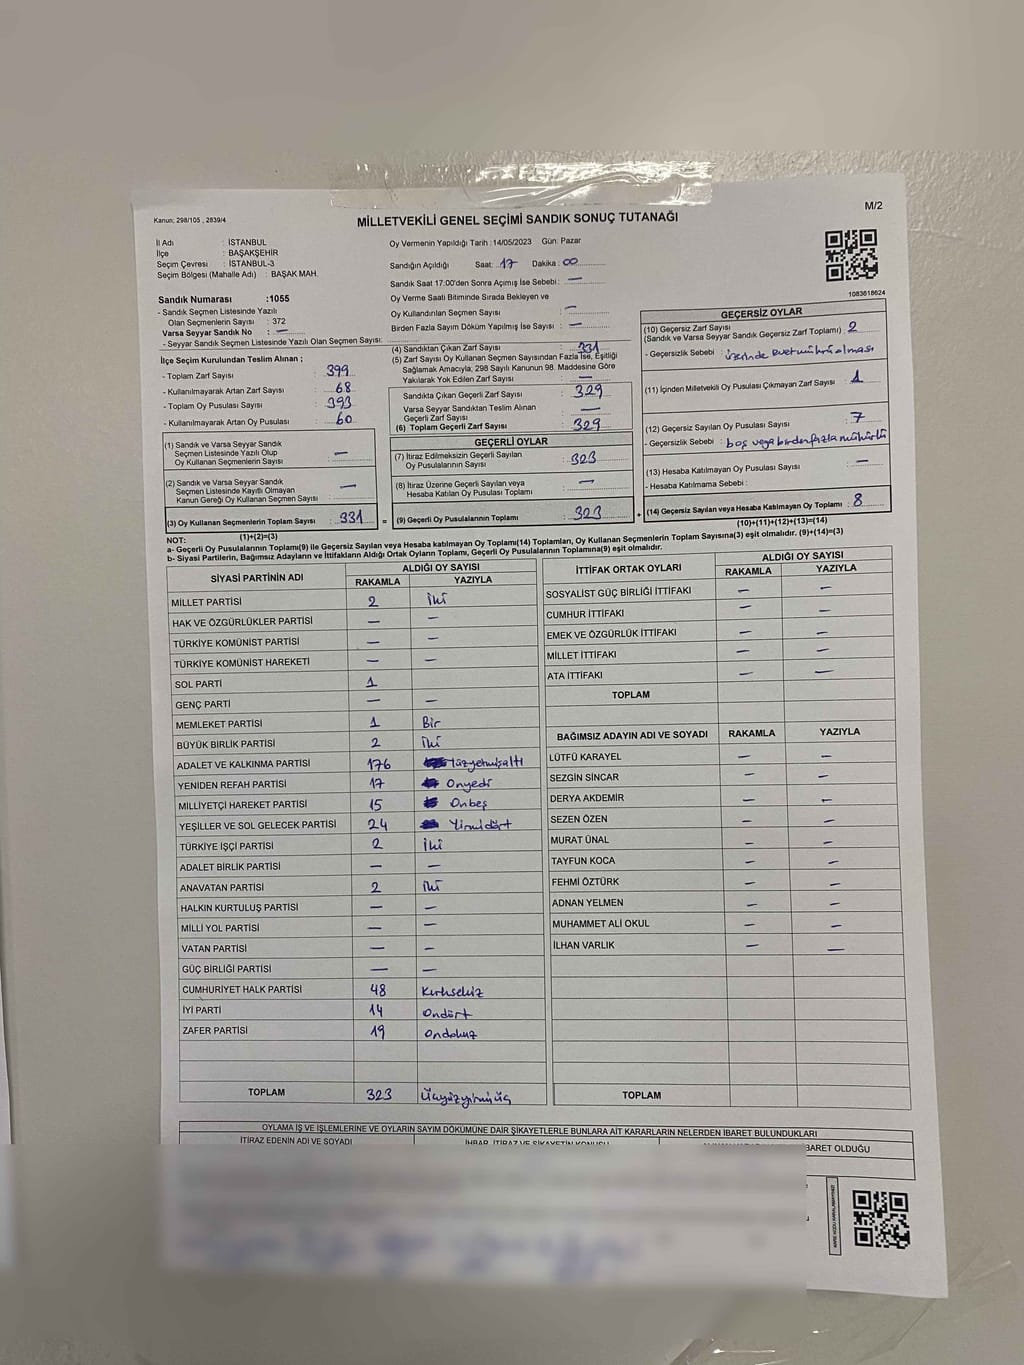 Kanun; 298/105 , 2839/4
MİLLETVEKİLİ GENEL SEÇİMİ SANDIK SONUÇ TUTANAĞI
M/2
İl Adı : İSTANBUL
İlçe : BAŞAKŞEHİR
Seçim Çevresi : İSTANBUL-3
Seçim Bölgesi (Mahalle Adı) : BAŞAK MAH.
Sandık Numarası :1055
- Sandık Seçmen Listesinde Yazılı
Olan Seçmenlerin Sayısı : 372
Varsa Seyyar Sandık No : —
- Seyyar Sandık Seçmen Listesinde Yazılı Olan Seçmen Sayısı:
Oy Vermenin Yapıldığı Tarih : 14/05/2023 Gün: Pazar
Sandığın Açıldığı Saat: 17 Dakika : 00
Sandık Saat 17:00'den Sonra Açımış İse Sebebi : —
Oy Verme Saati Bitiminde Sırada Bekleyen ve
Oy Kullandırılan Seçmen Sayısı : —
Birden Fazla Sayım Döküm Yapılmış İse Sayısı : —
1083618624
İlçe Seçim Kurulundan Teslim Alınan ;
- Toplam Zarf Sayısı : 399
- Kullanılmayarak Artan Zarf Sayısı : 68
- Toplam Oy Pusulası Sayısı : 393
- Kullanılmayarak Artan Oy Pusulası : 60
(4) Sandıktan Çıkan Zarf Sayısı : 331
(5) Zarf Sayısı Oy Kullanan Seçmen Sayısından Fazla İse, Eşitliği
Sağlamak Amacıyla; 298 Sayılı Kanunun 98. Maddesine Göre
Yakılarak Yok Edilen Zarf Sayısı : —
Sandıkta Çıkan Geçerli Zarf Sayısı : 329
Varsa Seyyar Sandıktan Teslim Alınan
Geçerli Zarf Sayısı : —
(6) Toplam Geçerli Zarf Sayısı : 329
GEÇERSİZ OYLAR
(10) Geçersiz Zarf Sayısı : 2
(Sandık ve Varsa Seyyar Sandık Geçersiz Zarf Toplamı)
- Geçersizlik Sebebi : üzerinde evet mührü olması
(11) İçinden Milletvekili Oy Pusulası Çıkmayan Zarf Sayısı : 1
(12) Geçersiz Sayılan Oy Pusulası Sayısı : 7
- Geçersizlik Sebebi : boş veya birden fazla mühürlü
(13) Hesaba Katılmayan Oy Pusulası Sayısı : —
- Hesaba Katılmama Sebebi :
(14) Geçersiz Sayılan veya Hesaba Katılmayan Oy Toplamı : 8
(10)+(11)+(12)+(13)=(14)
(1) Sandık ve Varsa Seyyar Sandık
Seçmen Listesinde Yazılı Olup
Oy Kullanan Seçmenlerin Sayısı : —
(2) Sandık ve Varsa Seyyar Sandık
Seçmen Listesinde Kayıtlı Olmayan
Kanun Gereği Oy Kullanan Seçmen Sayısı : —
(3) Oy Kullanan Seçmenlerin Toplam Sayısı : 331
(1)+(2)=(3)
GEÇERLİ OYLAR
(7) İtiraz Edilmeksizin Geçerli Sayılan
Oy Pusulalarının Sayısı : 323
(8) İtiraz Üzerine Geçerli Sayılan veya
Hesaba Katılan Oy Pusulası Toplamı : —
= (9) Geçerli Oy Pusulalarının Toplamı : 323 +
NOT:
a- Geçerli Oy Pusulalarının Toplamı(9) ile Geçersiz Sayılan veya Hesaba katılmayan Oy Toplamı(14) Toplamları, Oy Kullanan Seçmenlerin Toplam Sayısına(3) eşit olmalıdır. (9)+(14)=(3)
b- Siyasi Partilerin, Bağımsız Adayların ve İttifakların Aldığı Ortak Oyların Toplamı, Geçerli Oy Pusulalarının Toplamına(9) eşit olmalıdır.
SİYASİ PARTİNİN ADI ALDIĞI OY SAYISI
RAKAMLA YAZIYLA
MİLLET PARTİSİ 2 iki
HAK VE ÖZGÜRLÜKLER PARTİSİ — —
TÜRKİYE KOMÜNİST PARTİSİ — —
TÜRKİYE KOMÜNİST HAREKETİ — —
SOL PARTİ 1
GENÇ PARTİ — —
MEMLEKET PARTİSİ 1 Bir
BÜYÜK BİRLİK PARTİSİ 2 iki
ADALET VE KALKINMA PARTİSİ 176 Yüzyetmişaltı
YENİDEN REFAH PARTİSİ 17 Onyedi
MİLLİYETÇİ HAREKET PARTİSİ 15 Onbeş
YEŞİLLER VE SOL GELECEK PARTİSİ 24 Yirmidört
TÜRKİYE İŞÇİ PARTİSİ 2 İki
ADALET BİRLİK PARTİSİ — —
ANAVATAN PARTİSİ 2 İki
HALKIN KURTULUŞ PARTİSİ — —
MİLLİ YOL PARTİSİ — —
VATAN PARTİSİ — —
GÜÇ BİRLİĞİ PARTİSİ — —
CUMHURİYET HALK PARTİSİ 48 Kırksekiz
İYİ PARTİ 14 Ondört
ZAFER PARTİSİ 19 Ondokuz
TOPLAM 323 Üçyüzyirmiüç
İTTİFAK ORTAK OYLARI ALDIĞI OY SAYISI
RAKAMLA YAZIYLA
SOSYALİST GÜÇ BİRLİĞİ İTTİFAKI — —
CUMHUR İTTİFAKI — —
EMEK VE ÖZGÜRLÜK İTTİFAKI — —
MİLLET İTTİFAKI — —
ATA İTTİFAKI — —
TOPLAM
BAĞIMSIZ ADAYIN ADI VE SOYADI RAKAMLA YAZIYLA
LÜTFÜ KARAYEL — —
SEZGİN SİNCAR — —
DERYA AKDEMİR — —
SEZEN ÖZEN — —
MURAT ÜNAL — —
TAYFUN KOCA — —
FEHMİ ÖZTÜRK — —
ADNAN YELMEN — —
MUHAMMET ALİ OKUL — —
İLHAN VARLIK — —
TOPLAM
OYLAMA İŞ VE İŞLEMLERİNE VE OYLARIN SAYIM DÖKÜMÜNE DAİR ŞİKAYETLERLE BUNLARA AİT KARARLARIN NELERDEN İBARET BULUNDUKLARI
İTİRAZ EDENİN ADI VE SOYADI İHBAR, İTİRAZ VE ŞİKAYETİN KONUSU BARET OLDUĞU